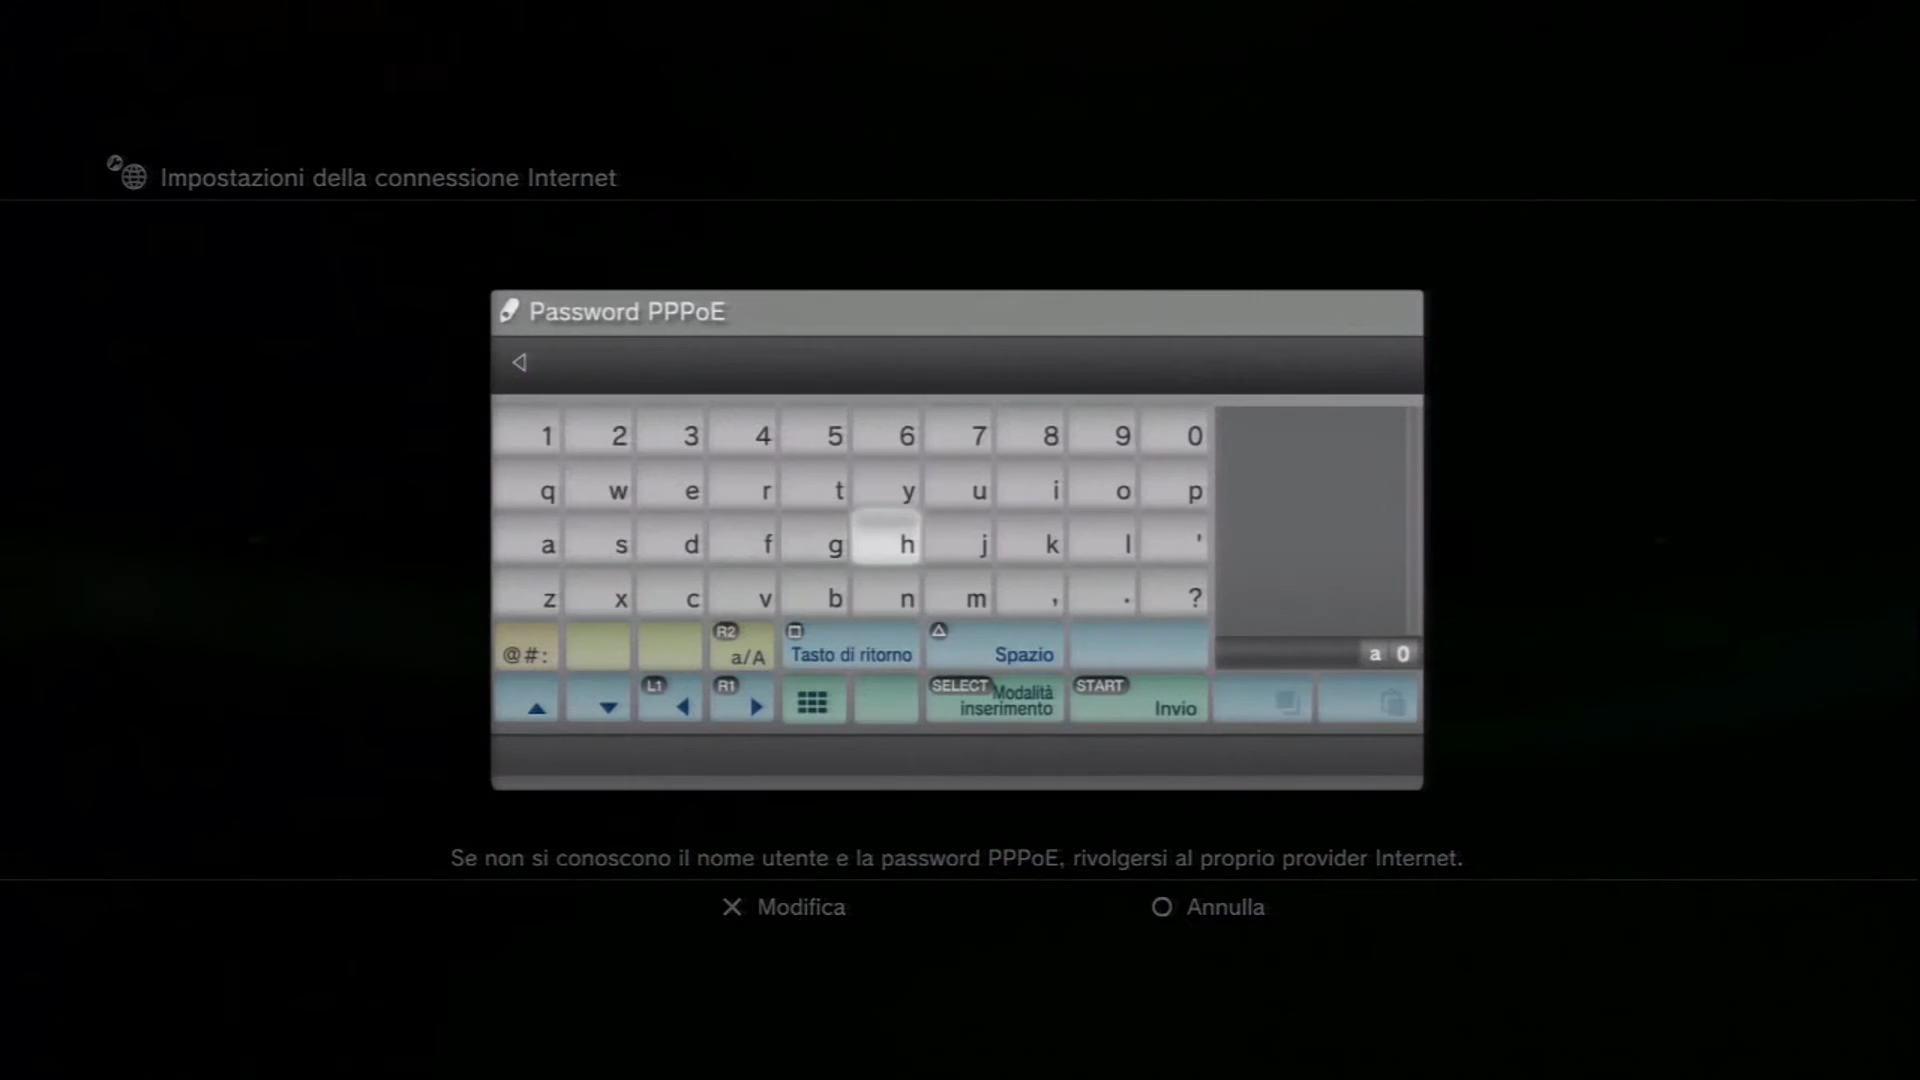 Impostazioni della connessione Internet
Password PPPoE
1 2 3 4 5 6 7 8 9 0
q w e r t y u i o p
a s d f g h j k l '
z x c v b n m , . ?
@#: R2 a/A Tasto di ritorno Spazio
a 0
L1 R1 SELECT Modalità inserimento START Invio
Se non si conoscono il nome utente e la password PPPoE, rivolgersi al proprio provider Internet.
Modifica Annulla